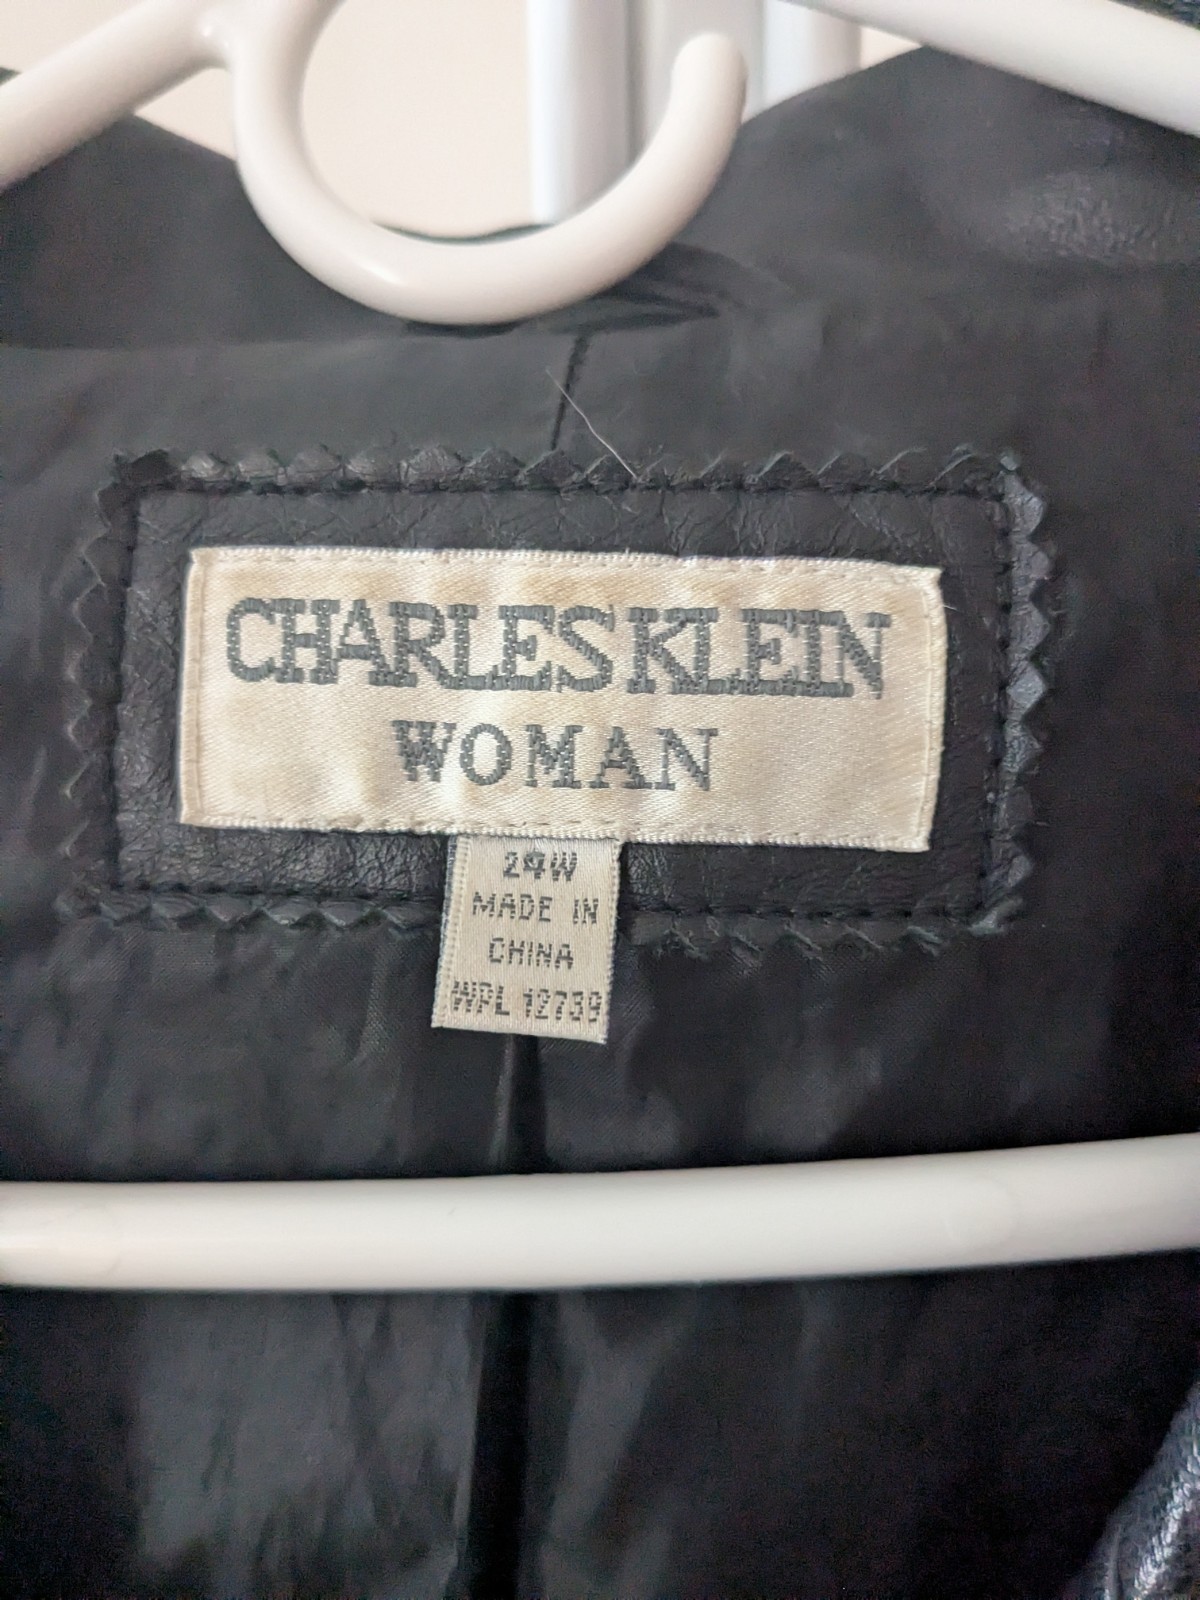 CHARLES KLEIN
WOMAN
24W
MADE IN
CHINA
WPL 12739